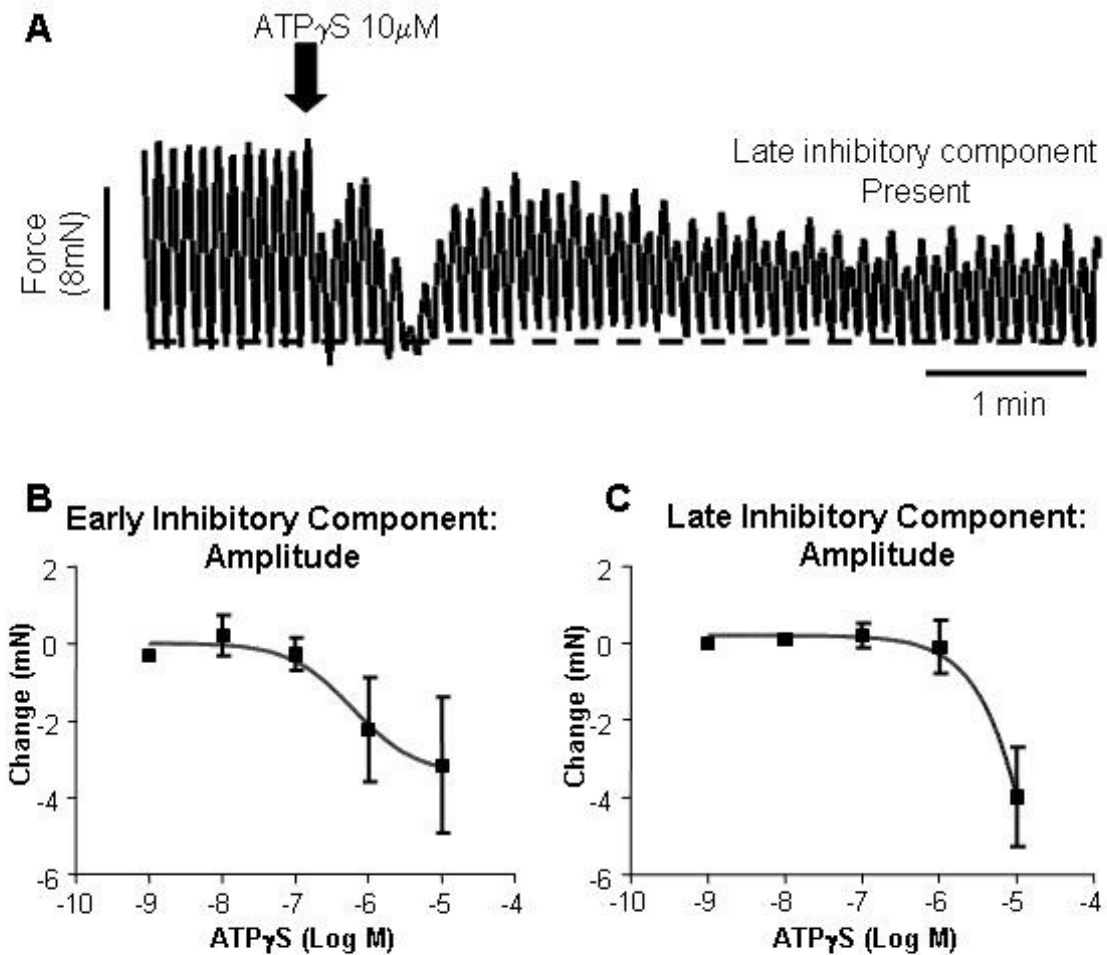 A
ATPγS 10μM
Late inhibitory component
Present
Force
(8mN)
1 min
B
Early Inhibitory Component:
Amplitude
2
0
-2
-4
-6
Change (mN)
-10 -9 -8 -7 -6 -5 -4
ATPγS (Log M)
C
Late Inhibitory Component:
Amplitude
2
0
-2
-4
-6
Change (mN)
-10 -9 -8 -7 -6 -5 -4
ATPγS (Log M)